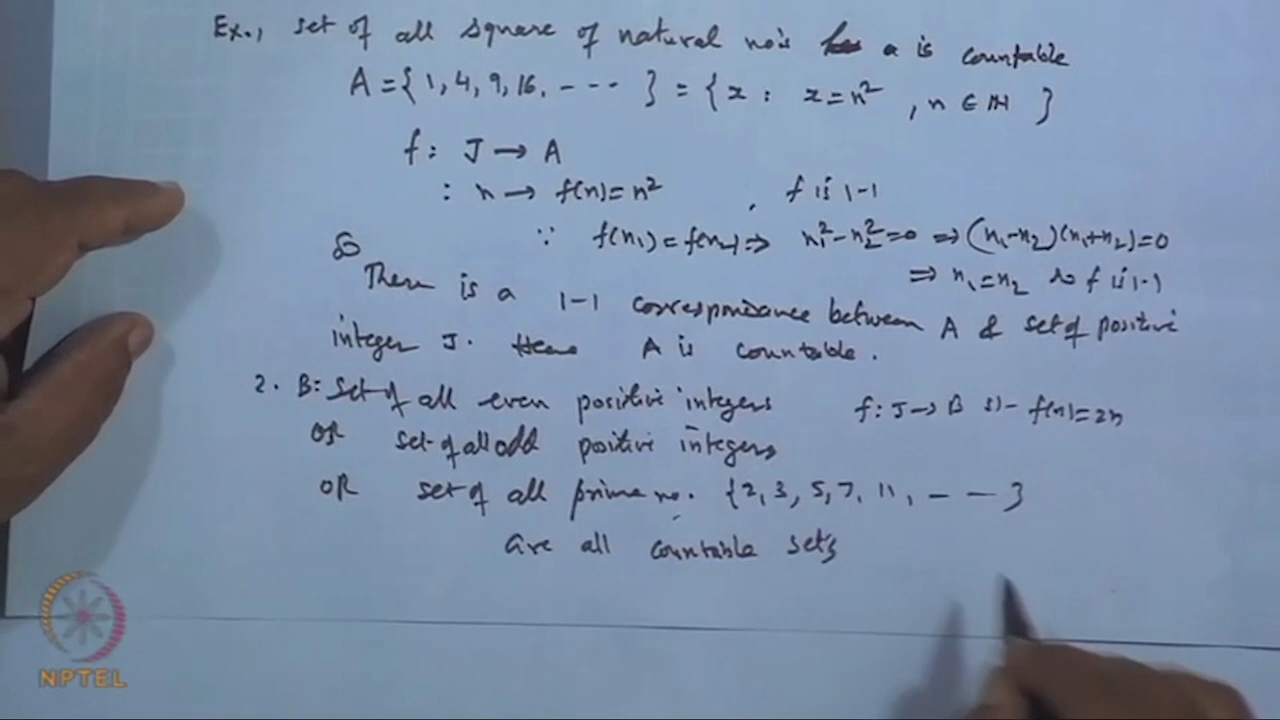 Ex., Set of all square of natural no's a is countable
A = {1, 4, 9, 16, - - - - } = { x : x = n² , n ∈ ℕ }
f : J → A
: n → f(n) = n² , f is 1-1
∵ f(n₁) = f(n₂) ⇒ n₁² - n₂² = 0 ⇒ (n₁-n₂)(n₁+n₂) = 0
⇒ n₁ = n₂ so f is 1-1
So There is a 1-1 correspondance between A & set of positive
integer J. Hence A is countable.
2. B: Set of all even positive integers f: J → B s.t. f(n) = 2n
OR set of all odd positive integers
OR set of all prime no. {2, 3, 5, 7, 11, - - }
are all countable sets
NPTEL